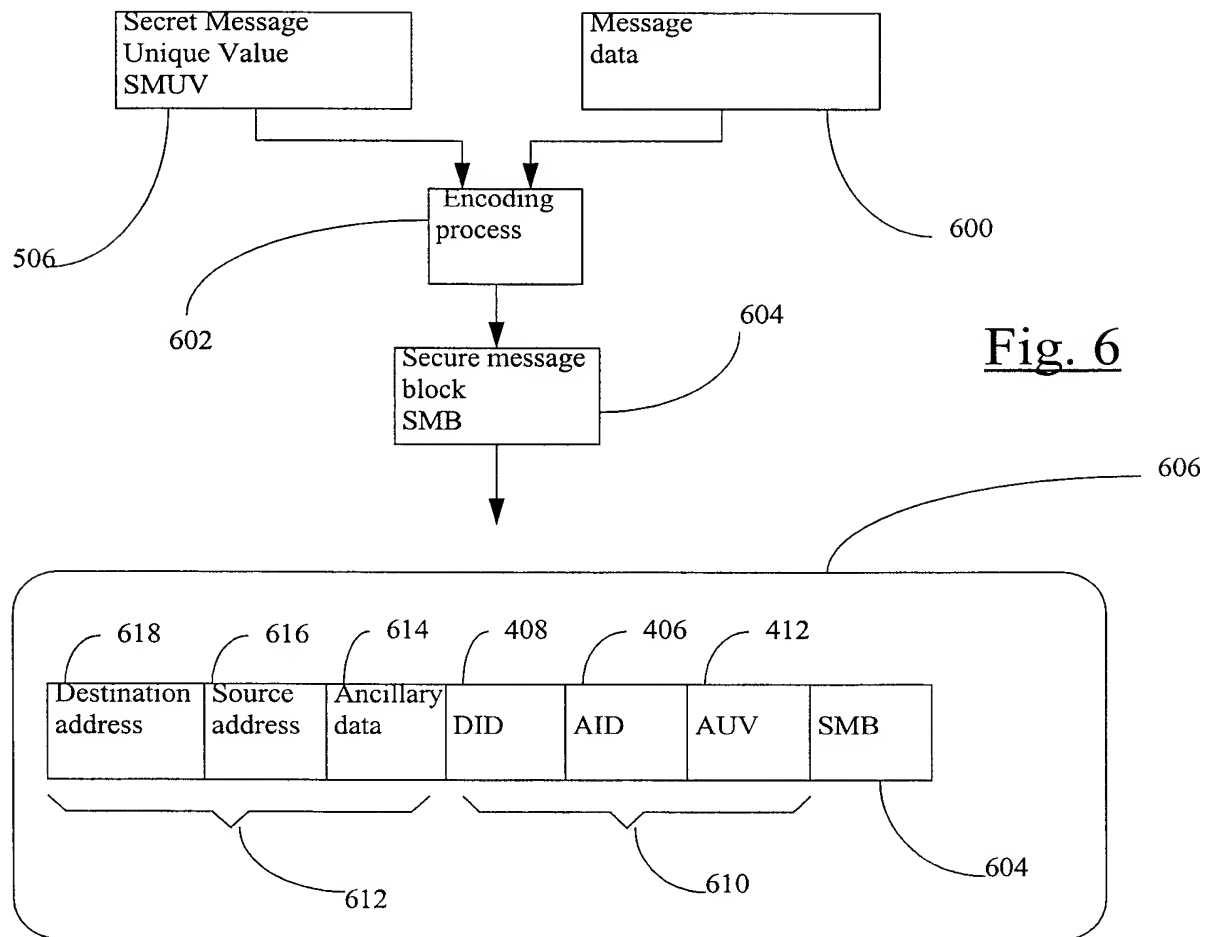 Secret Message
Unique Value
SMUV
Message
data
Encoding
process
506
600
602
604
Secure message
block
SMB
Fig. 6
606
618
616
614
408
406
412
Destination
address
Source
address
Ancillary
data
DID
AID
AUV
SMB
612
610
604